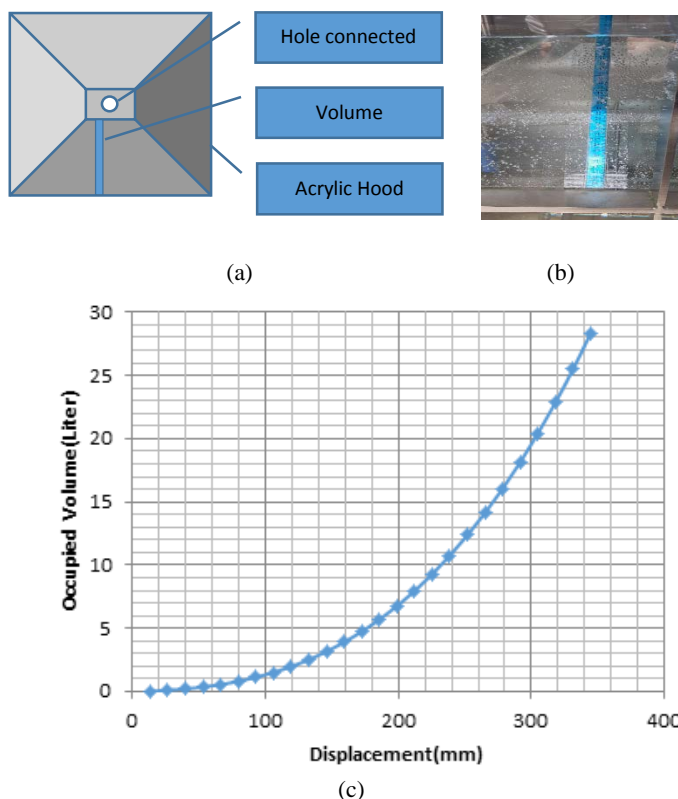 Hole connected
Volume
Acrylic Hood
(a)
(b)
30
25
20
15
10
5
0
Occupied Volume(Liter)
0 100 200 300 400
Displacement(mm)
(c)